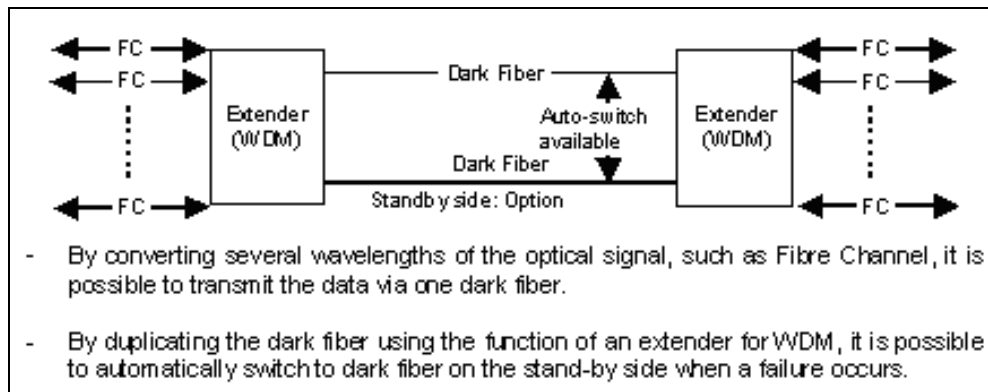 FC FC
FC Dark Fiber FC
Extender (WDM) Auto-switch available Extender (WDM)
Dark Fiber
FC Standby side: Option FC
- By converting several wavelengths of the optical signal, such as Fibre Channel, it is
possible to transmit the data via one dark fiber.
- By duplicating the dark fiber using the function of an extender for WDM, it is possible
to automatically switch to dark fiber on the stand-by side when a failure occurs.